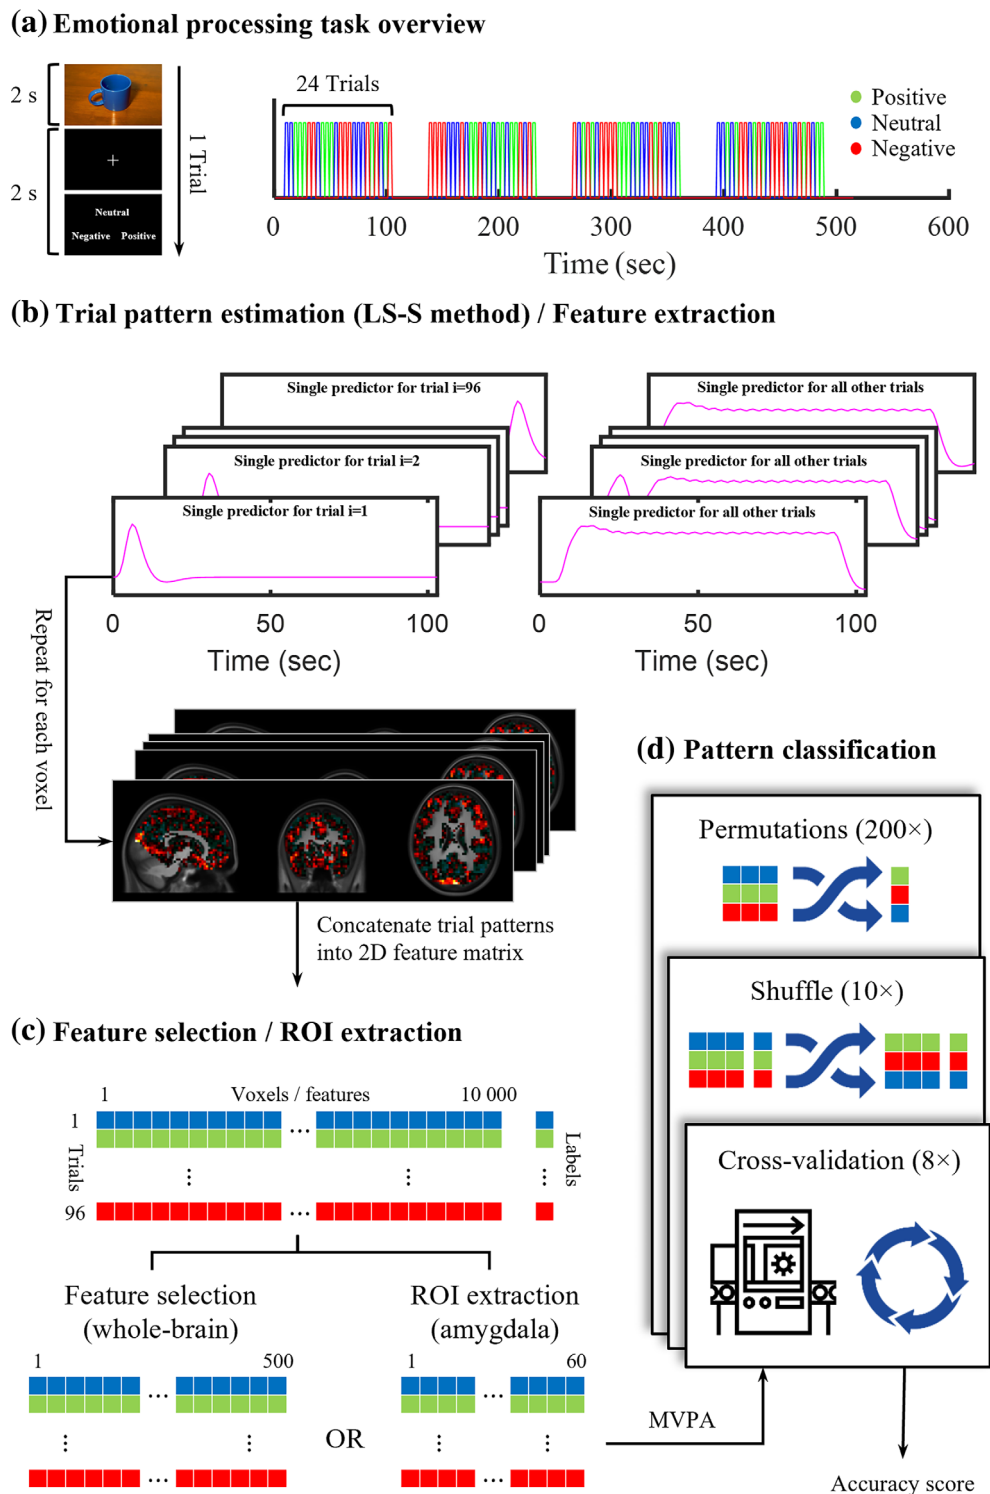 (a) Emotional processing task overview
2 s
2 s
+
Neutral
Negative Positive
1 Trial
24 Trials
Positive
Neutral
Negative
0 100 200 300 400 500 600
Time (sec)
(b) Trial pattern estimation (LS-S method) / Feature extraction
Single predictor for trial i=96
Single predictor for trial i=2
Single predictor for trial i=1
Single predictor for all other trials
Single predictor for all other trials
Single predictor for all other trials
0 50 100
Time (sec)
0 50 100
Time (sec)
Repeat for each voxel
Concatenate trial patterns
into 2D feature matrix
(c) Feature selection / ROI extraction
1 Voxels / features 10 000
1
Trials
96
...
...
Labels
Feature selection
(whole-brain)
1 500
...
...
OR
ROI extraction
(amygdala)
1 60
...
...
MVPA
(d) Pattern classification
Permutations (200×)
Shuffle (10×)
Cross-validation (8×)
Accuracy score